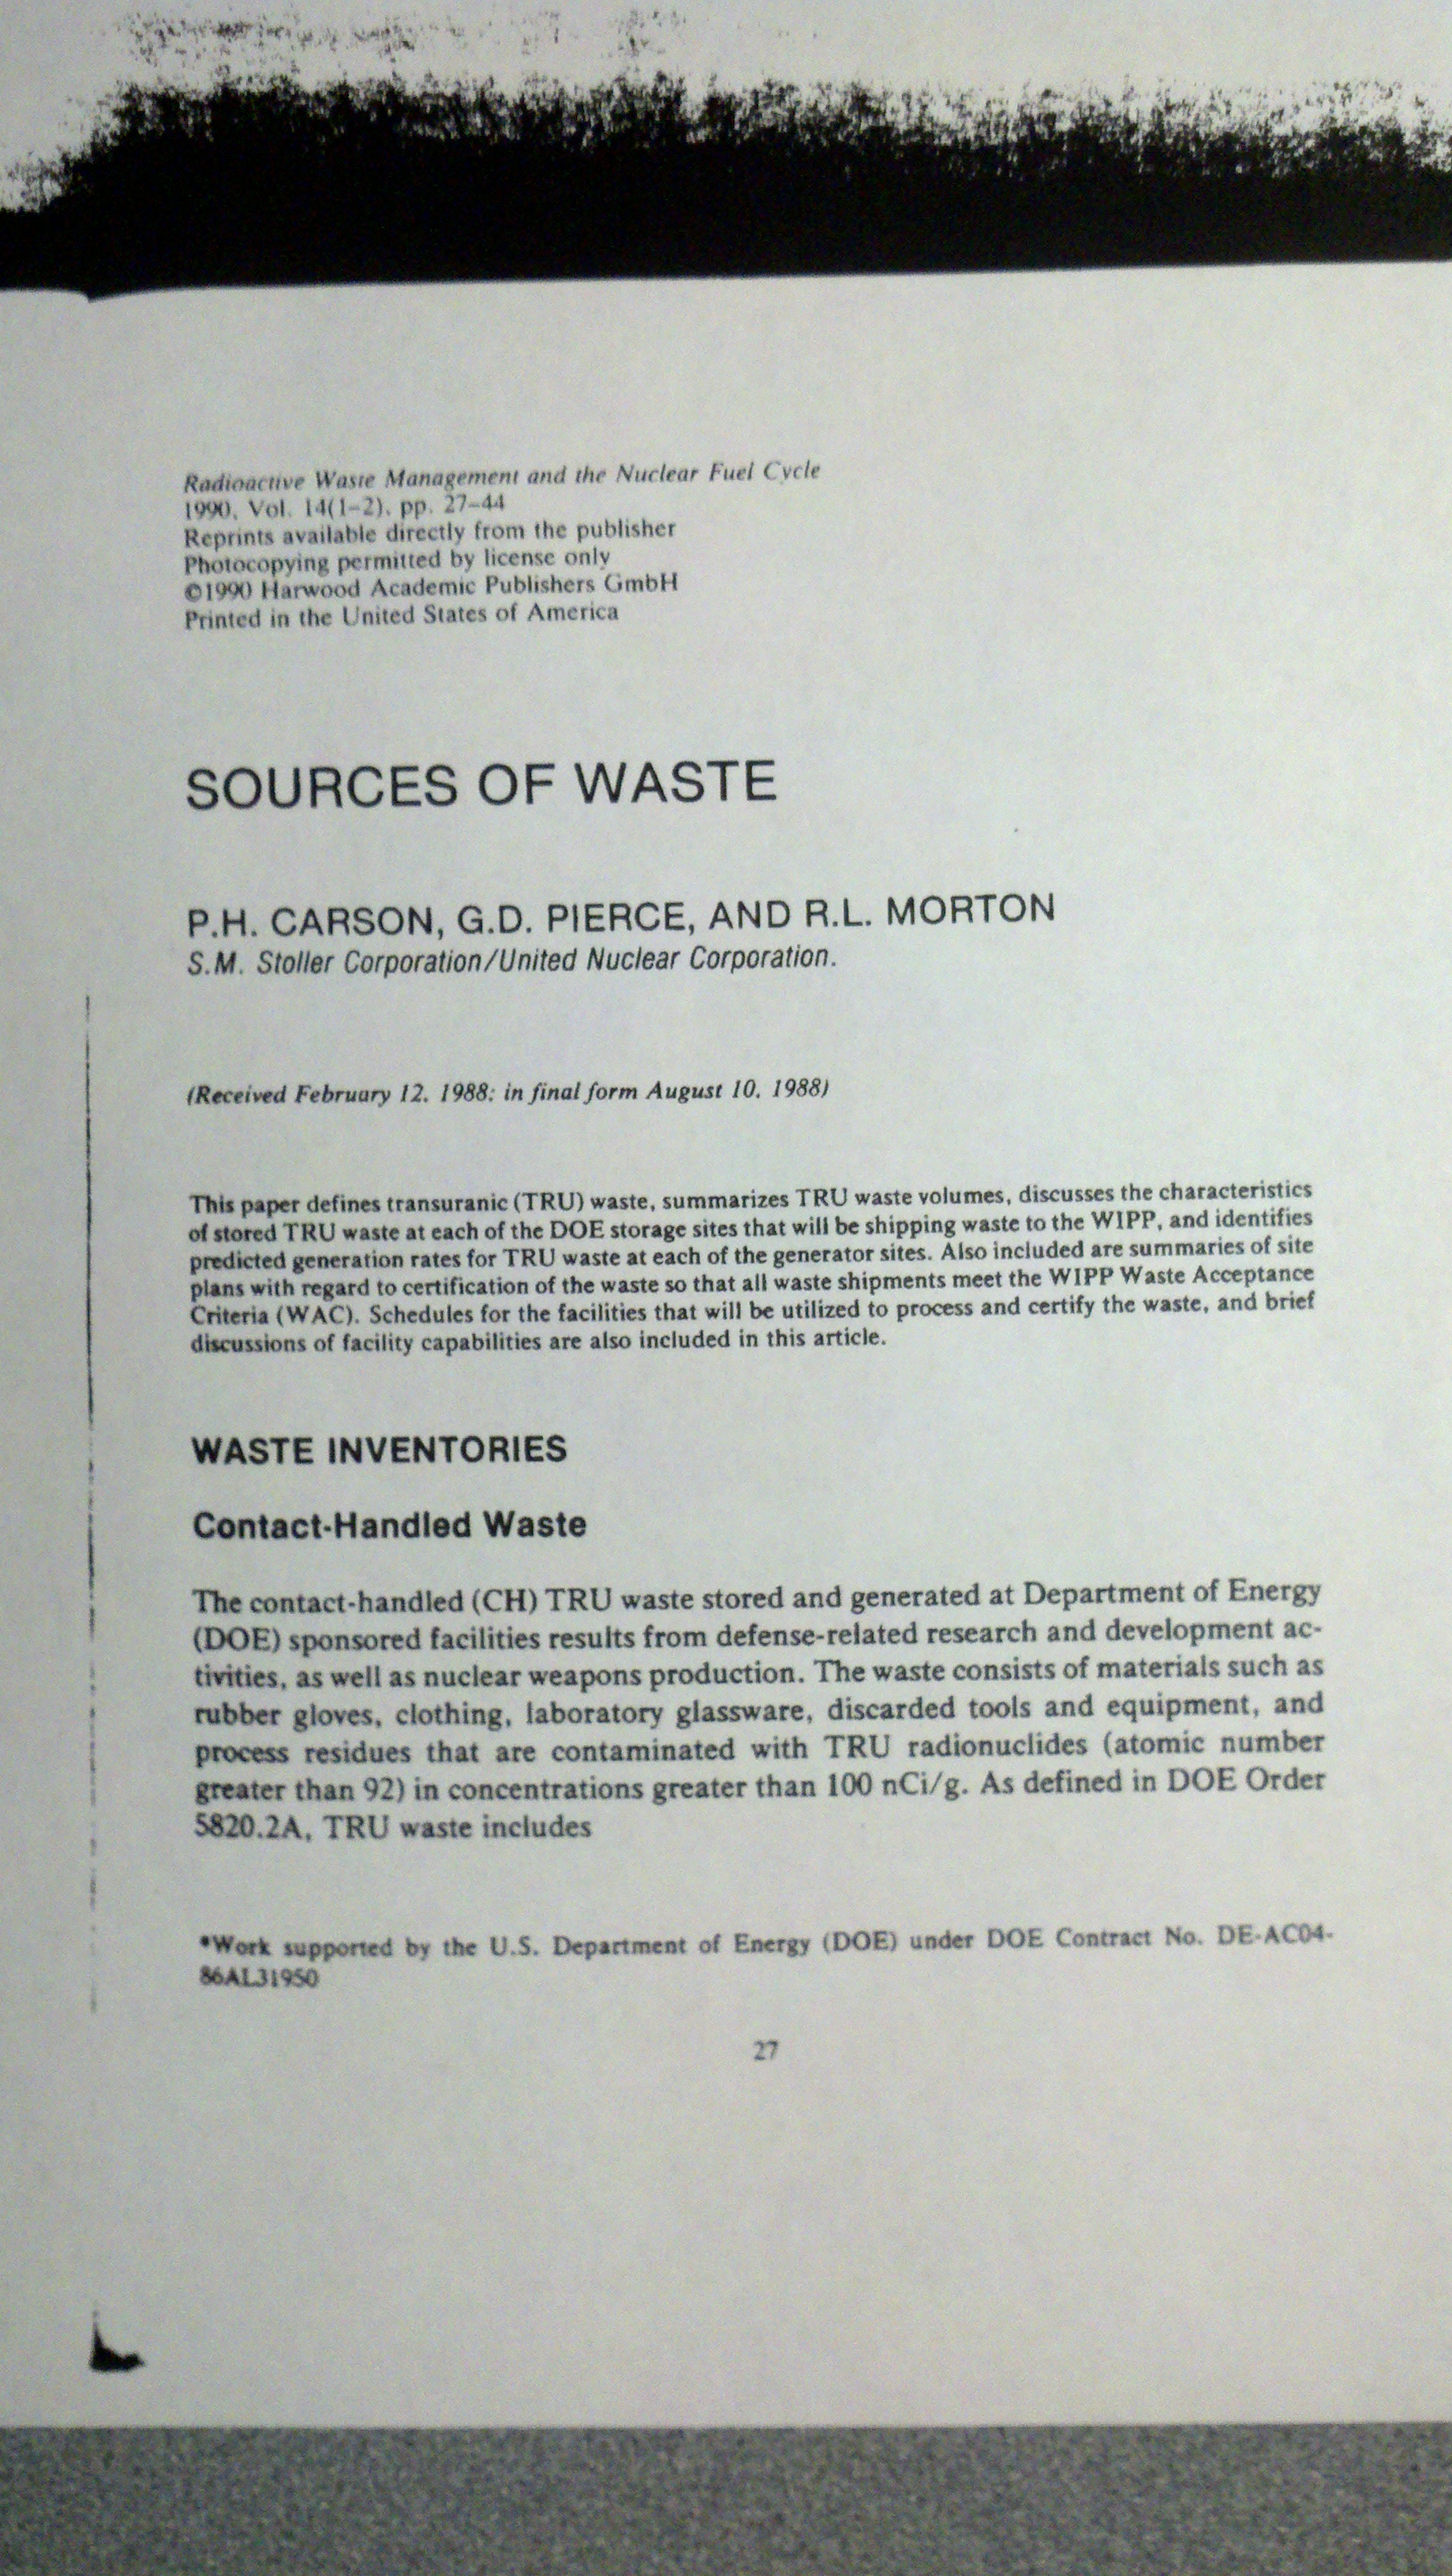 Radioactive Waste Management and the Nuclear Fuel Cycle
1990, Vol. 14(1–2), pp. 27–44
Reprints available directly from the publisher
Photocopying permitted by license only
©1990 Harwood Academic Publishers GmbH
Printed in the United States of America
SOURCES OF WASTE
P.H. CARSON, G.D. PIERCE, AND R.L. MORTON
S.M. Stoller Corporation/United Nuclear Corporation.
(Received February 12, 1988; in final form August 10, 1988)
This paper defines transuranic (TRU) waste, summarizes TRU waste volumes, discusses the characteristics
of stored TRU waste at each of the DOE storage sites that will be shipping waste to the WIPP, and identifies
predicted generation rates for TRU waste at each of the generator sites. Also included are summaries of site
plans with regard to certification of the waste so that all waste shipments meet the WIPP Waste Acceptance
Criteria (WAC). Schedules for the facilities that will be utilized to process and certify the waste, and brief
discussions of facility capabilities are also included in this article.
WASTE INVENTORIES
Contact-Handled Waste
The contact-handled (CH) TRU waste stored and generated at Department of Energy
(DOE) sponsored facilities results from defense-related research and development ac-
tivities, as well as nuclear weapons production. The waste consists of materials such as
rubber gloves, clothing, laboratory glassware, discarded tools and equipment, and
process residues that are contaminated with TRU radionuclides (atomic number
greater than 92) in concentrations greater than 100 nCi/g. As defined in DOE Order
5820.2A, TRU waste includes
*Work supported by the U.S. Department of Energy (DOE) under DOE Contract No. DE-AC04-
86AL31950
27